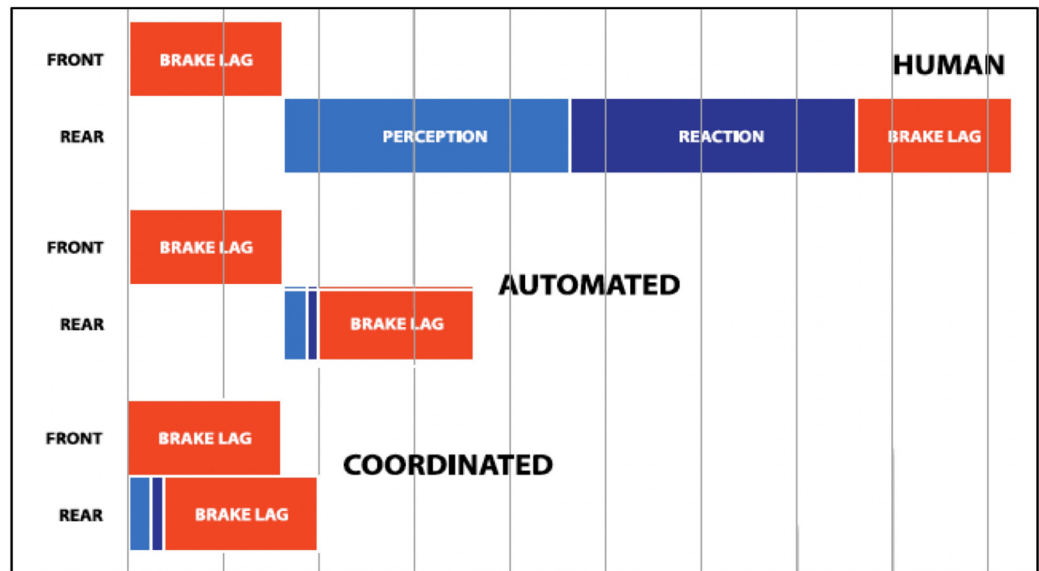 FRONT BRAKE LAG
HUMAN
REAR PERCEPTION REACTION BRAKE LAG
FRONT BRAKE LAG
AUTOMATED
REAR BRAKE LAG
FRONT BRAKE LAG
COORDINATED
REAR BRAKE LAG